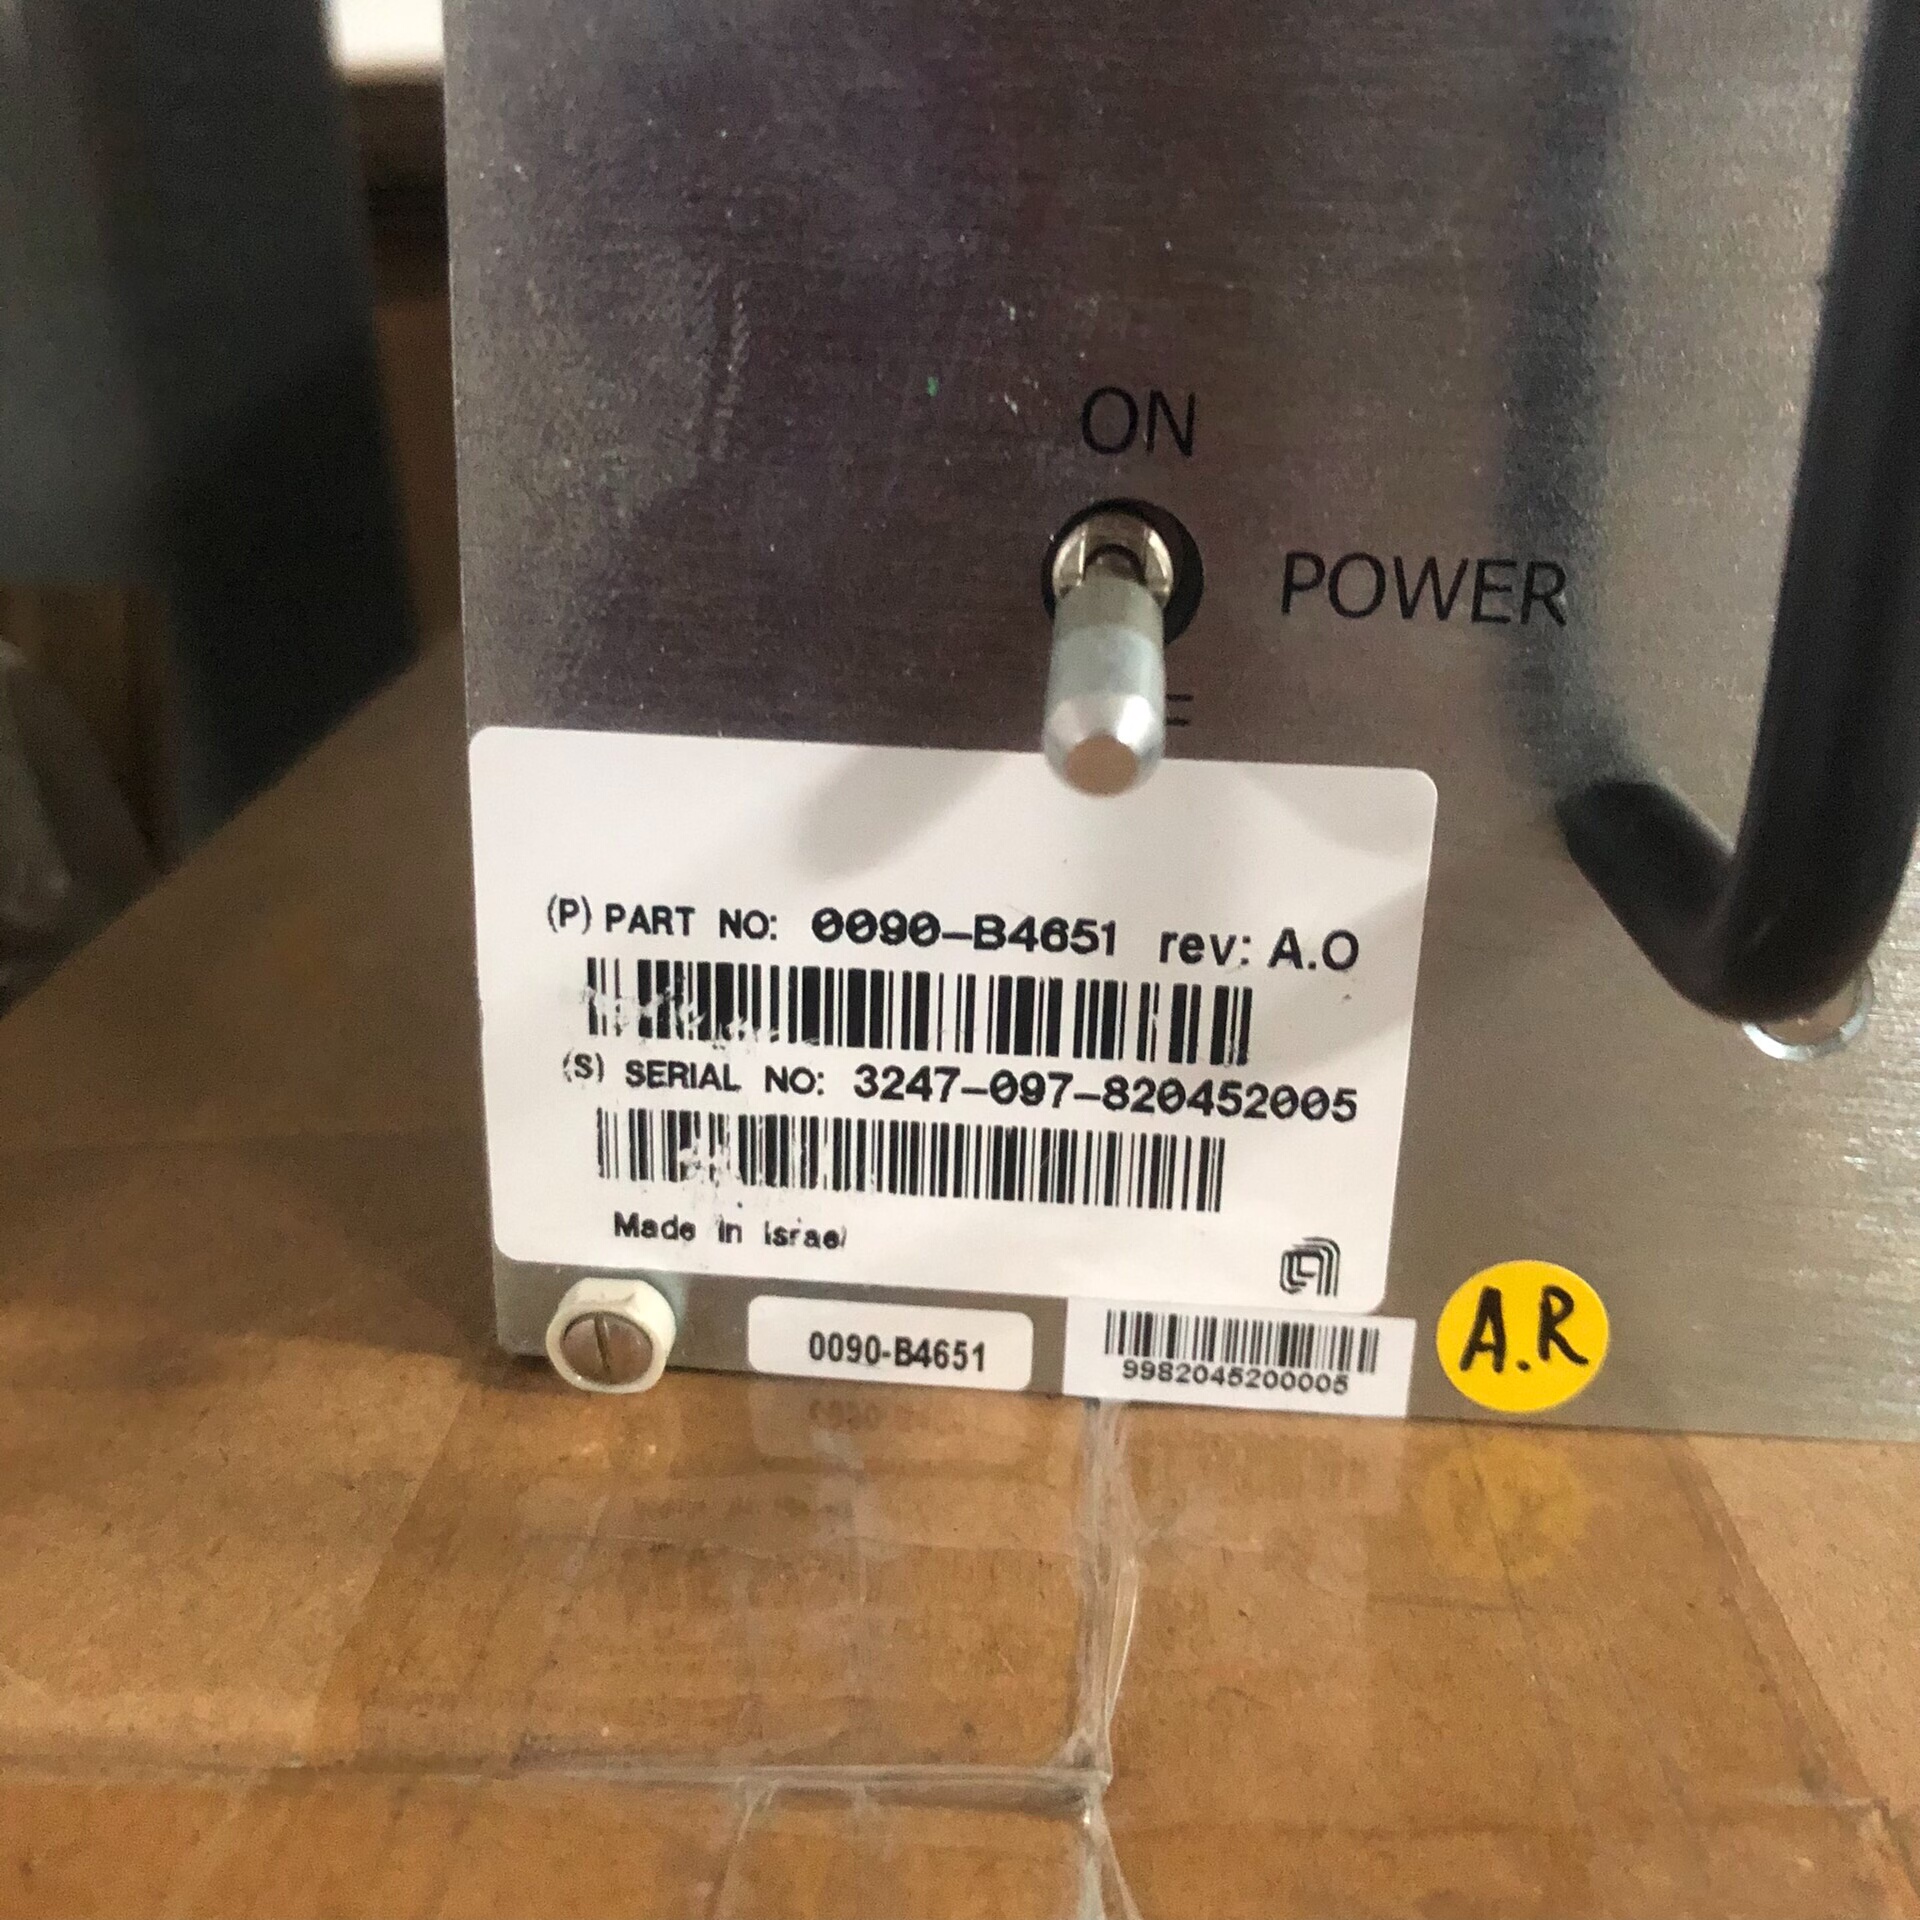 ON
POWER
(P) PART NO: 0090-B4651 rev: A.0
(S) SERIAL NO: 3247-097-820452005
Made in Israel
0090-B4651
9982045200005
A.R